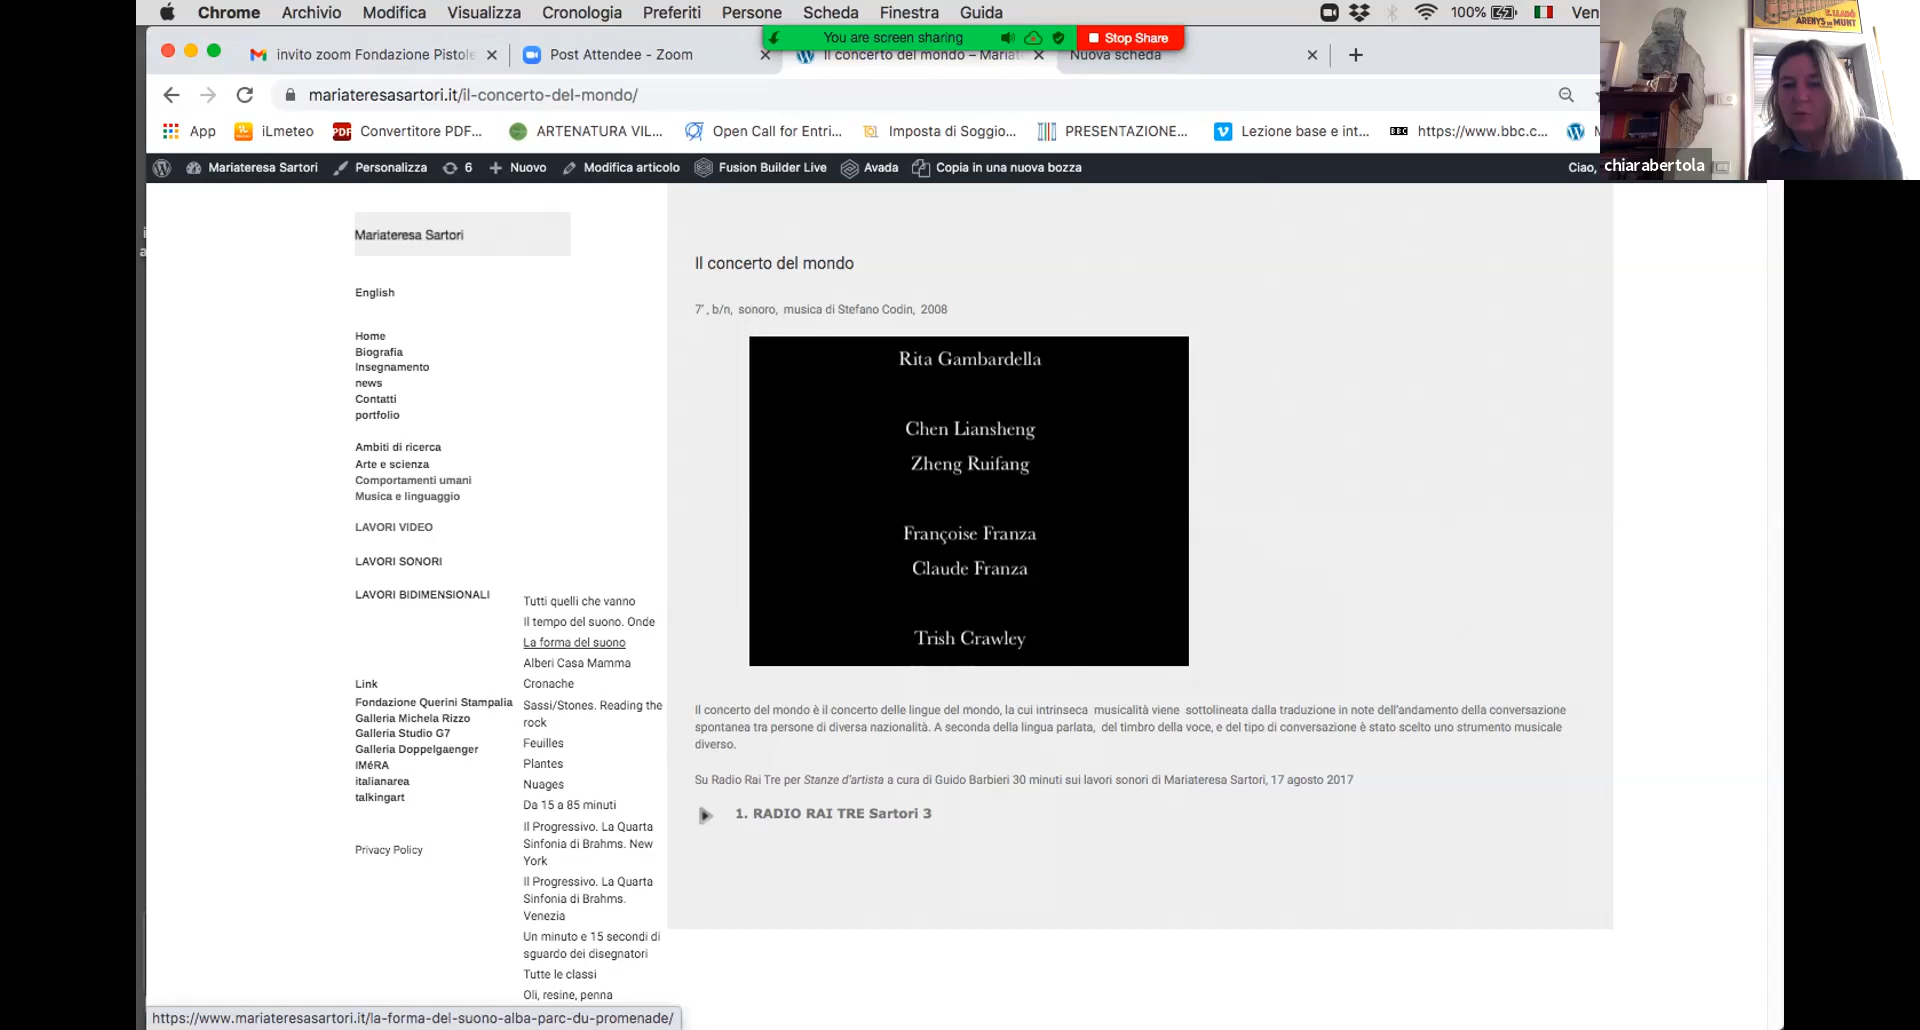 Chrome Archivio Modifica Visualizza Cronologia Preferiti Persone Scheda Finestra Guida 100% Ven
You are screen sharing Stop Share
invito zoom Fondazione Pistole Post Attendee - Zoom Il concerto del mondo – Mariat Nuova scheda
mariateresasartori.it/il-concerto-del-mondo/
App iLmeteo Convertitore PDF... ARTENATURA VIL... Open Call for Entri... Imposta di Soggio... PRESENTAZIONE... Lezione base e int... https://www.bbc.c...
Mariateresa Sartori Personalizza 6 Nuovo Modifica articolo Fusion Builder Live Avada Copia in una nuova bozza Ciao,
chiarabertola
E. LLADÓ
ARENYS DE MUNT
Mariateresa Sartori
English
Home
Biografia
Insegnamento
news
Contatti
portfolio
Ambiti di ricerca
Arte e scienza
Comportamenti umani
Musica e linguaggio
LAVORI VIDEO
LAVORI SONORI
LAVORI BIDIMENSIONALI
Tutti quelli che vanno
Il tempo del suono. Onde
La forma del suono
Alberi Casa Mamma
Cronache
Sassi/Stones. Reading the
rock
Feuilles
Plantes
Nuages
Da 15 a 85 minuti
Il Progressivo. La Quarta
Sinfonia di Brahms. New
York
Il Progressivo. La Quarta
Sinfonia di Brahms.
Venezia
Un minuto e 15 secondi di
sguardo dei disegnatori
Tutte le classi
Oli, resine, penna
Link
Fondazione Querini Stampalia
Galleria Michela Rizzo
Galleria Studio G7
Galleria Doppelgaenger
IMéRA
italianarea
talkingart
Privacy Policy
Il concerto del mondo
7′ , b/n, sonoro, musica di Stefano Codin, 2008
Rita Gambardella
Chen Liansheng
Zheng Ruifang
Françoise Franza
Claude Franza
Trish Crawley
Il concerto del mondo è il concerto delle lingue del mondo, la cui intrinseca musicalità viene sottolineata dalla traduzione in note dell'andamento della conversazione
spontanea tra persone di diversa nazionalità. A seconda della lingua parlata, del timbro della voce, e del tipo di conversazione è stato scelto uno strumento musicale
diverso.
Su Radio Rai Tre per Stanze d'artista a cura di Guido Barbieri 30 minuti sui lavori sonori di Mariateresa Sartori, 17 agosto 2017
1. RADIO RAI TRE Sartori 3
https://www.mariateresasartori.it/la-forma-del-suono-alba-parc-du-promenade/